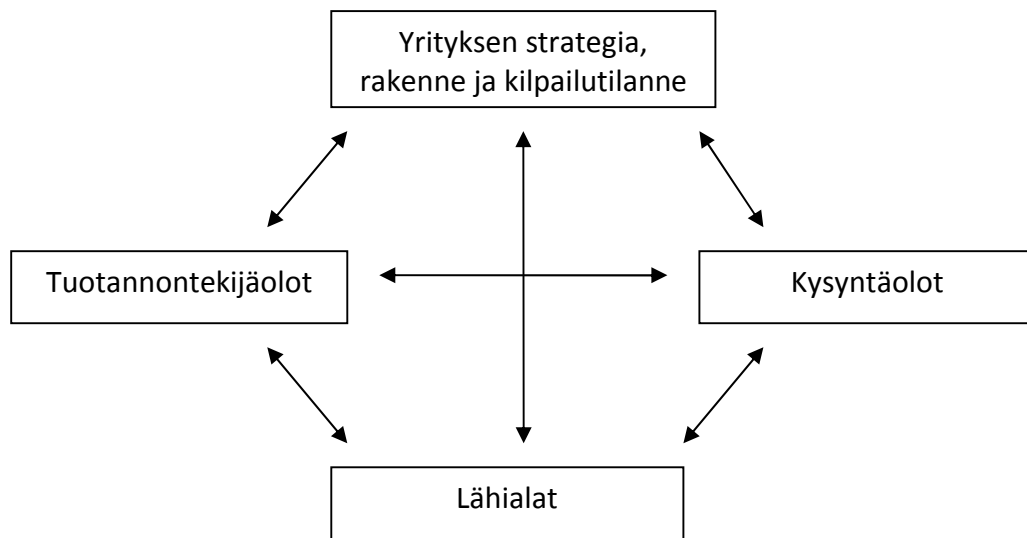 Yrityksen strategia,
rakenne ja kilpailutilanne
Tuotannontekijäolot
Kysyntäolot
Lähialat